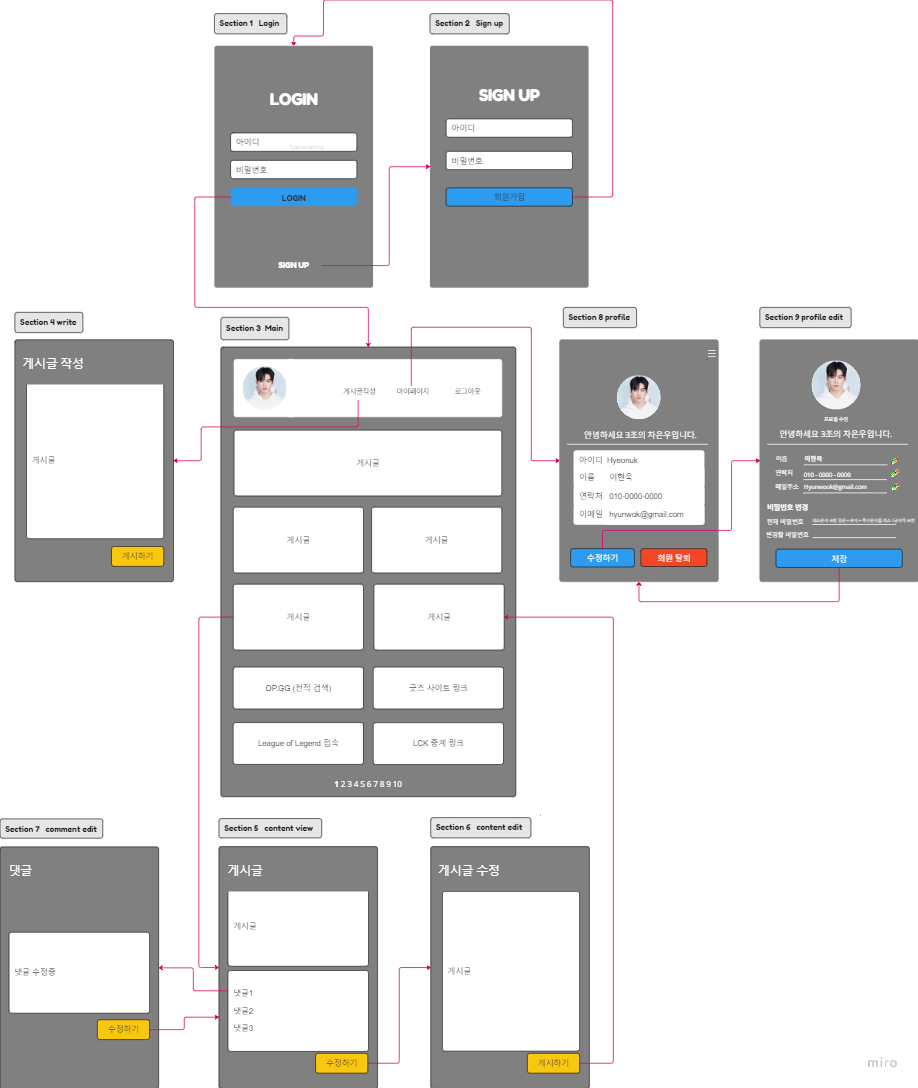 Section 1 Login
LOGIN
아이디
비밀번호
LOGIN
SIGN UP
Section 2 Sign up
SIGN UP
아이디
비밀번호
회원가입
Section 4 write
게시글 작성
게시글
게시하기
Section 3 Main
게시글작성 마이페이지 로그아웃
게시글
게시글 게시글
게시글 게시글
OP.GG (전적 검색) 굿즈 사이트 링크
League of Legend 접속 LCK 중계 링크
1 2 3 4 5 6 7 8 9 10
Section 8 profile
안녕하세요 3조의 차은우입니다.
아이디 Hyeonuk
이름 이현욱
연락처 010-0000-0000
이메일 hyunwok@gmail.com
수정하기 회원 탈퇴
Section 9 profile edit
프로필 수정
안녕하세요 3조의 차은우입니다.
이름 이현욱
연락처 010 - 0000 - 0000
메일주소 Hyunwook@gmail.com
비밀번호 변경
현재 비밀번호
변경할 비밀번호
저장
Section 7 comment edit
댓글
댓글 수정중
수정하기
Section 5 content view
게시글
게시글
댓글1
댓글2
댓글3
수정하기
Section 6 content edit
게시글 수정
게시글
게시하기
miro